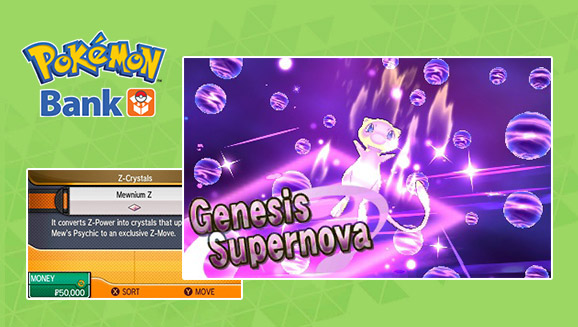 POKÉMON
Bank
Genesis
Supernova
Z-Crystals
Mewnium Z
It converts Z-Power into crystals that up
Mew's Psychic to an exclusive Z-Move.
MONEY
₽50,000
Ⓧ SORT
Ⓨ MOVE